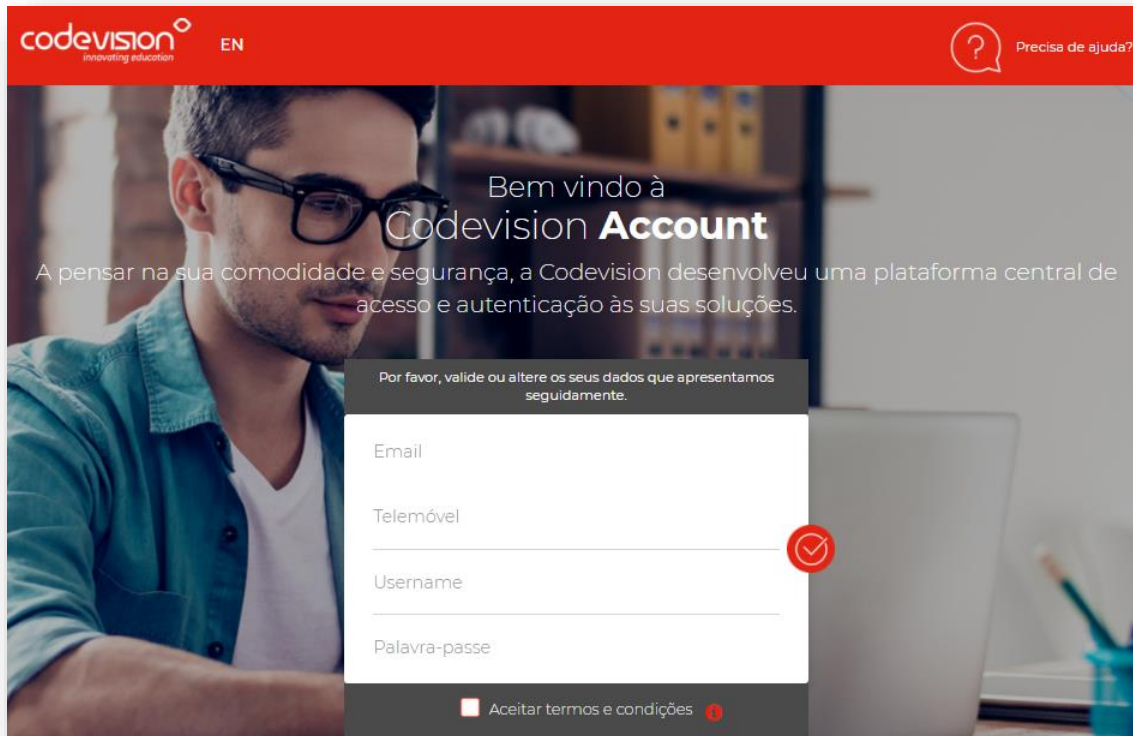 codevision
innovating education
EN
Precisa de ajuda?
Bem vindo à
Codevision Account
A pensar na sua comodidade e segurança, a Codevision desenvolveu uma plataforma central de
acesso e autenticação às suas soluções.
Por favor, valide ou altere os seus dados que apresentamos
seguidamente.
Email
Telemóvel
Username
Palavra-passe
Aceitar termos e condições